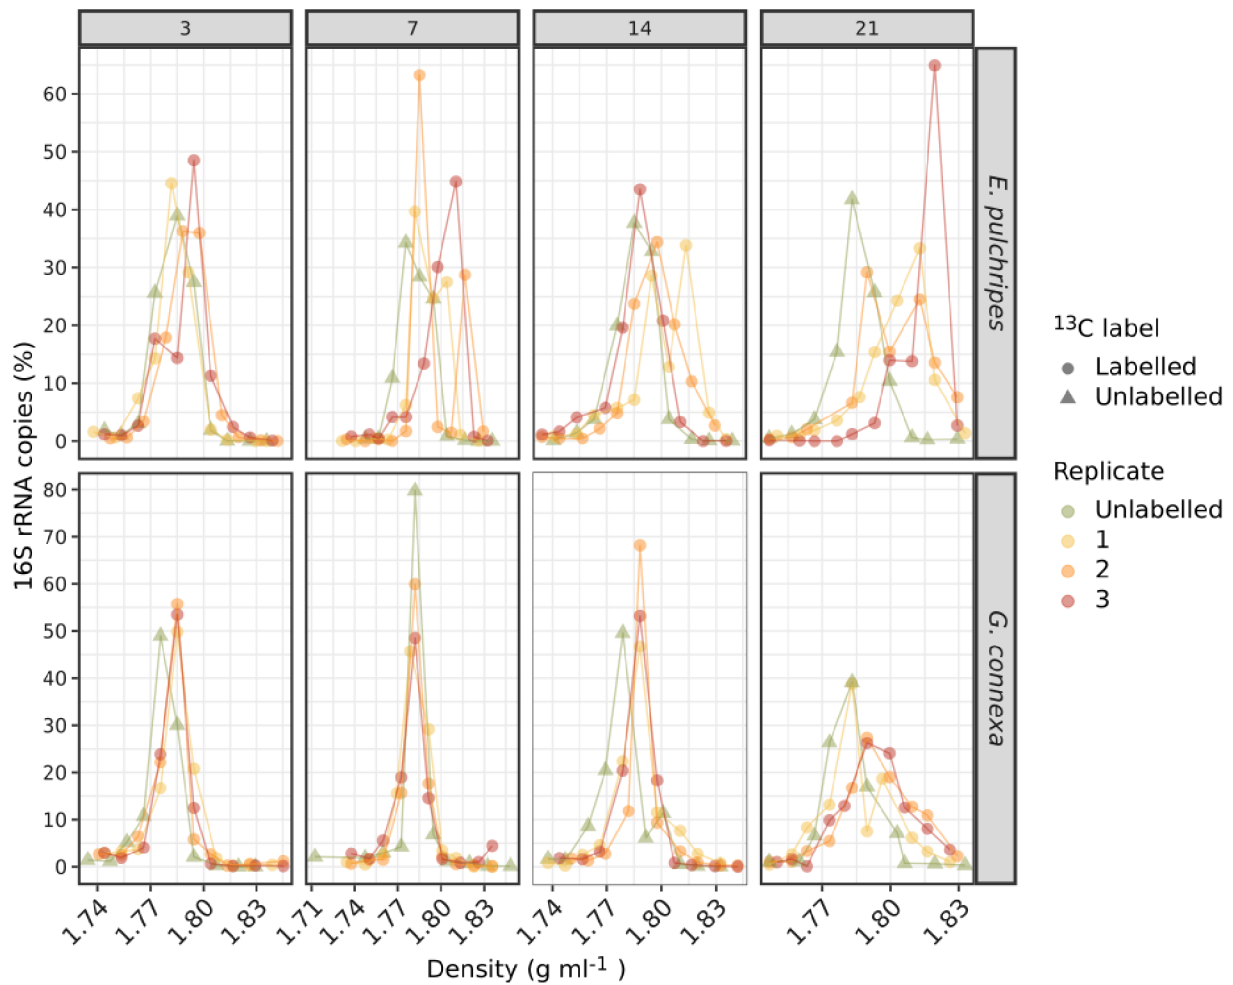 3 7 14 21
16S rRNA copies (%)
60
50
40
30
20
10
0
E. pulchripes
80
70
60
50
40
30
20
10
0
G. connexa
1.74 1.77 1.80 1.83 1.71 1.74 1.77 1.80 1.83 1.74 1.77 1.80 1.83 1.77 1.80 1.83
Density (g ml⁻¹ )
¹³C label
Labelled
Unlabelled
Replicate
Unlabelled
1
2
3